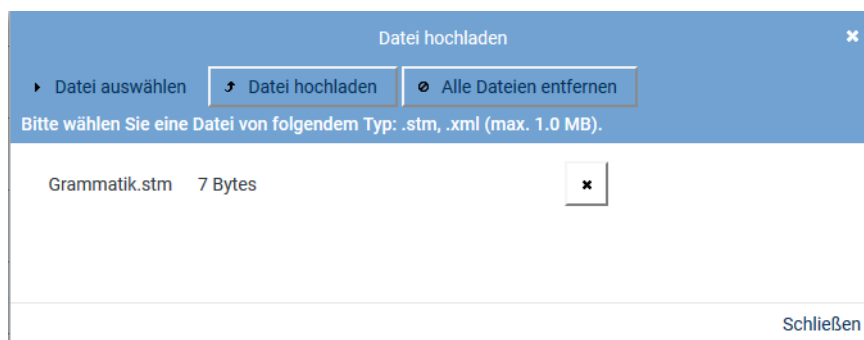 Datei hochladen
Datei auswählen Datei hochladen Alle Dateien entfernen
Bitte wählen Sie eine Datei von folgendem Typ: .stm, .xml (max. 1.0 MB).
Grammatik.stm 7 Bytes
Schließen